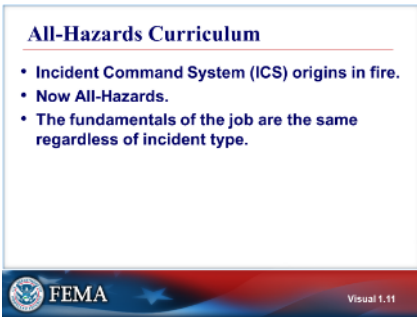 All-Hazards Curriculum
• Incident Command System (ICS) origins in fire.
• Now All-Hazards.
• The fundamentals of the job are the same
regardless of incident type.
FEMA
Visual 1.11